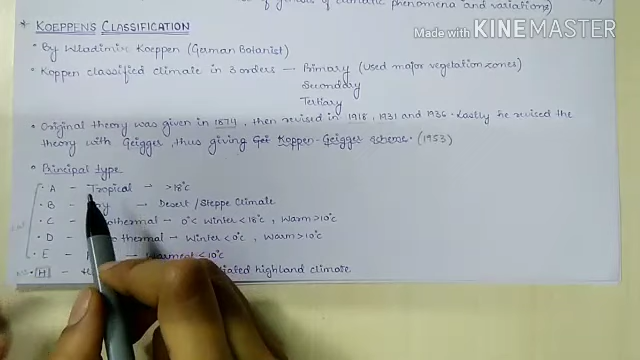 of genesis of climatic phenomena and variations)
Made with KINEMASTER
* KOEPPENS CLASSIFICATION
• By Wladimir Koeppen (German Botanist)
• Koppen classified climate in 3 orders — Primary (Used major vegetation zones)
Secondary
Tertiary
• Original theory was given in 1874, then revised in 1918, 1931 and 1936. Lastly he revised the
theory with Geigger, thus giving Gei Koppen-Geigger scheme. (1953)
• Principal type
• A — Tropical → >18°C
• B — → Desert /Steppe Climate
• C — → 0°< Winter <18°C, Warm >10°C
• D — → Winter <0°C, Warm >10°C
• E — → Warmest <10°C
• H — highland climate